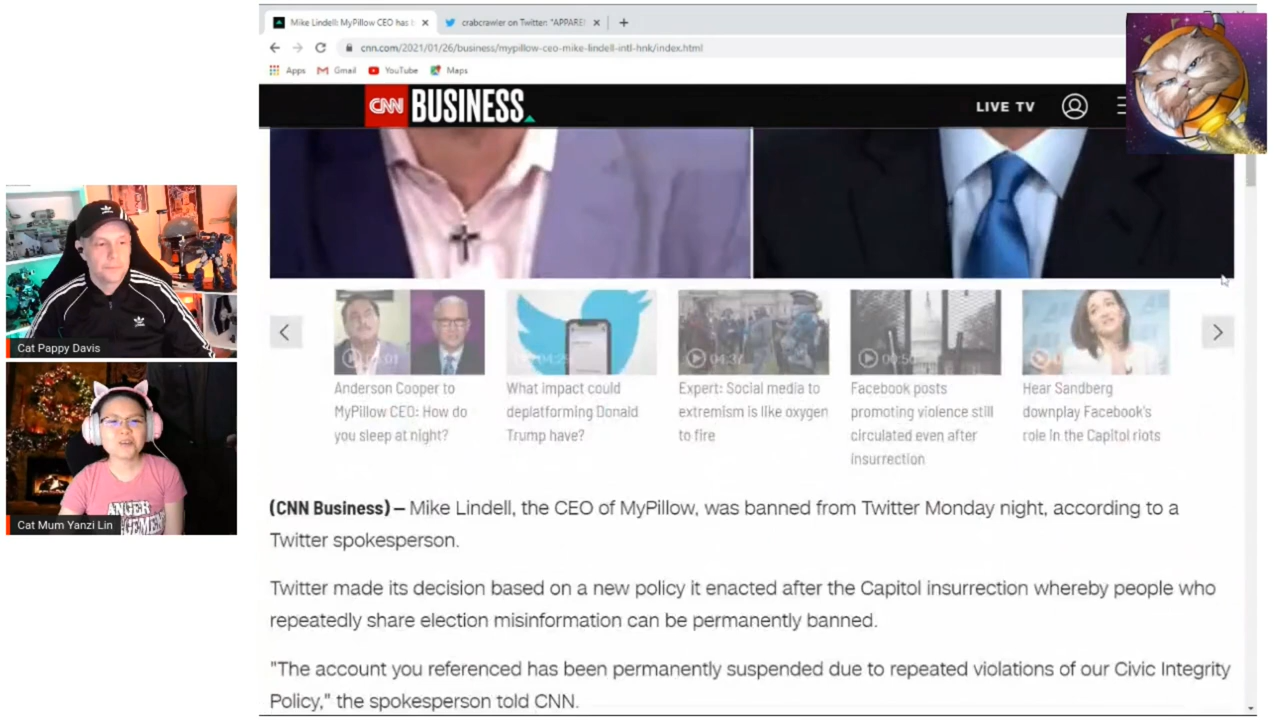 Mike Lindell: MyPillow CEO has b
crabcrawler on Twitter: "APPARE
cnn.com/2021/01/26/business/mypillow-ceo-mike-lindell-intl-hnk/index.html
Apps Gmail YouTube Maps
CNN BUSINESS
LIVE TV
Cat Pappy Davis
ANGER
Cat Mum Yanzi Lin
04:37
Anderson Cooper to
MyPillow CEO: How do
you sleep at night?
What impact could
deplatforming Donald
Trump have?
Expert: Social media to
extremism is like oxygen
to fire
Facebook posts
promoting violence still
circulated even after
insurrection
Hear Sandberg
downplay Facebook's
role in the Capitol riots
(CNN Business) — Mike Lindell, the CEO of MyPillow, was banned from Twitter Monday night, according to a
Twitter spokesperson.
Twitter made its decision based on a new policy it enacted after the Capitol insurrection whereby people who
repeatedly share election misinformation can be permanently banned.
"The account you referenced has been permanently suspended due to repeated violations of our Civic Integrity
Policy," the spokesperson told CNN.